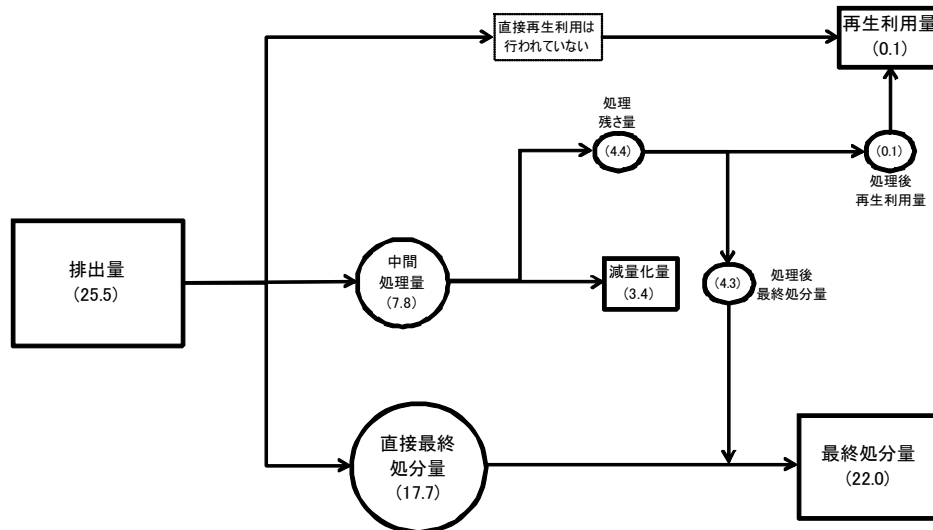 直接再生利用は
行われていない
再生利用量
(0.1)
処理
残さ量
(4.4)
(0.1)
処理後
再生利用量
排出量
(25.5)
中間
処理量
(7.8)
減量化量
(3.4)
(4.3)
処理後
最終処分量
直接最終
処分量
(17.7)
最終処分量
(22.0)